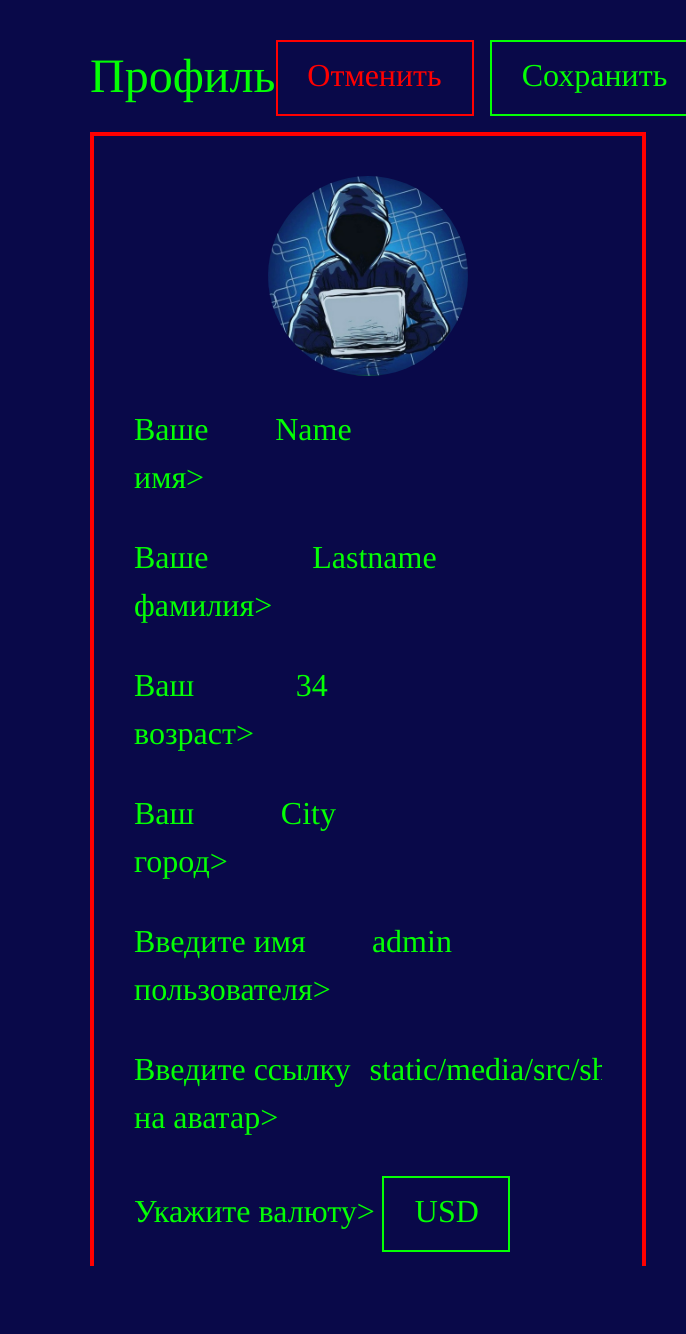 Профиль Отменить Сохранить
Ваше Name
имя>
Ваше Lastname
фамилия>
Ваш 34
возраст>
Ваш City
город>
Введите имя admin
пользователя>
Введите ссылку static/media/src/sh
на аватар>
Укажите валюту> USD